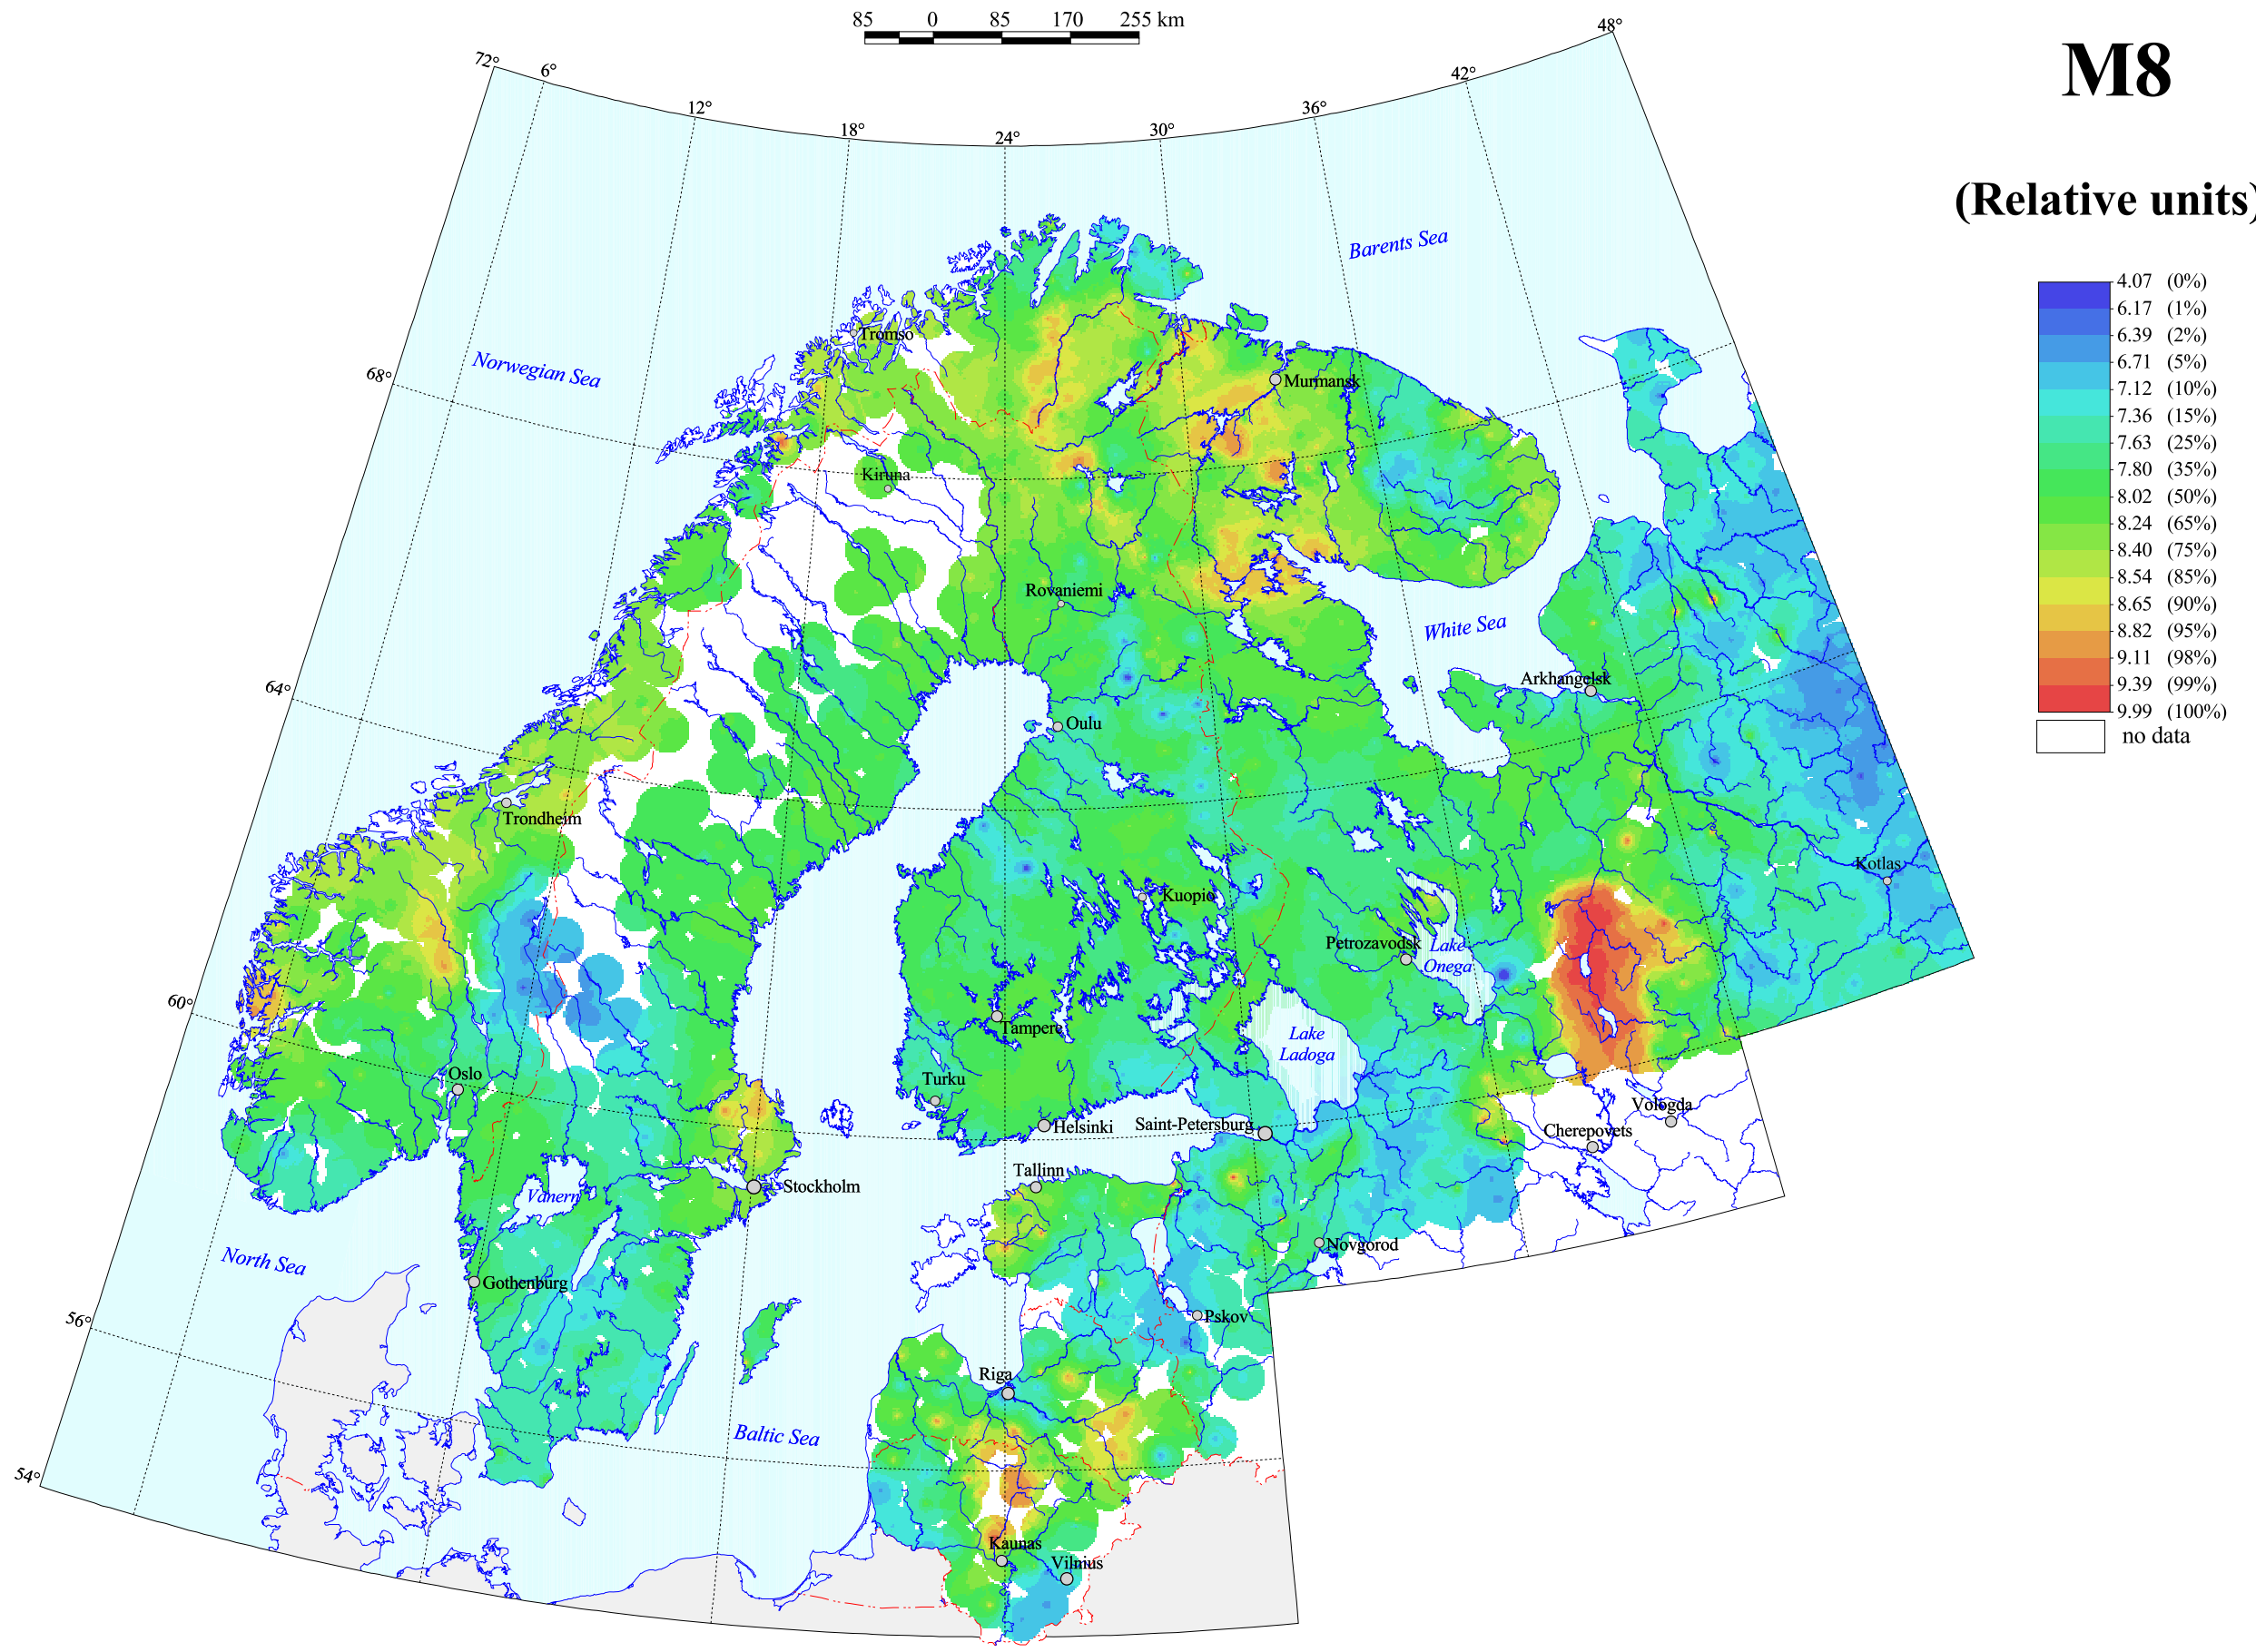 85 0 85 170 255 km
48°
M8
72° 6°
42°
12°
36°
18°
30°
24°
(Relative units)
Barents Sea
4.07 (0%)
6.17 (1%)
6.39 (2%)
6.71 (5%)
7.12 (10%)
7.36 (15%)
7.63 (25%)
7.80 (35%)
8.02 (50%)
8.24 (65%)
8.40 (75%)
8.54 (85%)
8.65 (90%)
8.82 (95%)
9.11 (98%)
9.39 (99%)
9.99 (100%)
no data
Tromso
Norwegian Sea
68°
Murmansk
Kiruna
Rovaniemi
White Sea
Arkhangelsk
64°
Oulu
Trondheim
Kotlas
Kuopio
Petrozavodsk
Lake
Onega
60°
Tampere
Lake
Ladoga
Oslo
Turku
Vologda
Helsinki
Saint-Petersburg
Cherepovets
Tallinn
Stockholm
Vanern
Novgorod
North Sea
Gothenburg
Pskov
56°
Riga
Baltic Sea
54°
Kaunas
Vilnius